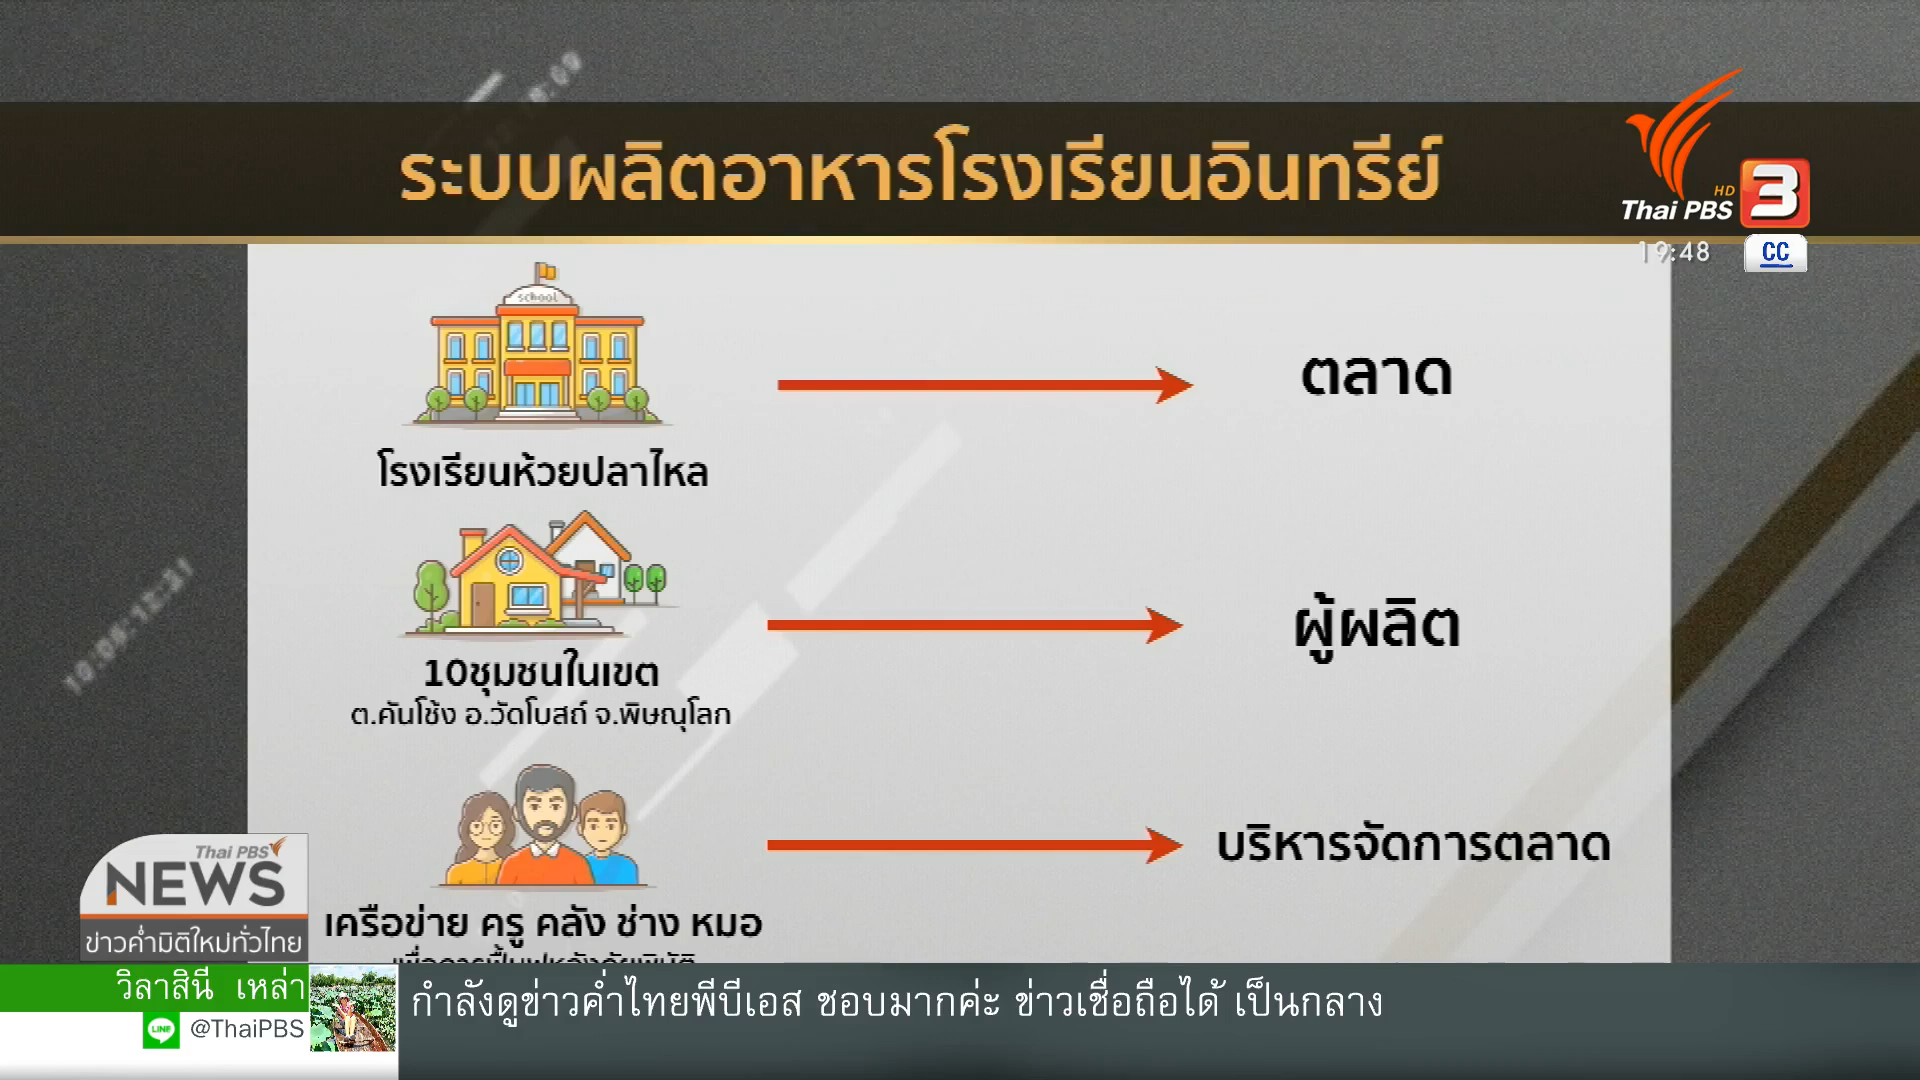 ระบบผลิตอาหารโรงเรียนอินทรีย์
HD
Thai PBS 3
19:48
CC
school
ตลาด
โรงเรียนห้วยปลาไหล
ผู้ผลิต
10ชุมชนในเขต
ต.คันโช้ง อ.วัดโบสถ์ จ.พิษณุโลก
บริหารจัดการตลาด
เครือข่าย ครู คลัง ช่าง หมอ
Thai PBS
NEWS
ข่าวค่ำมิติใหม่ทั่วไทย
วิลาสินี เหล่า
LINE @ThaiPBS
กำลังดูข่าวค่ำไทยพีบีเอส ชอบมากค่ะ ข่าวเชื่อถือได้ เป็นกลาง